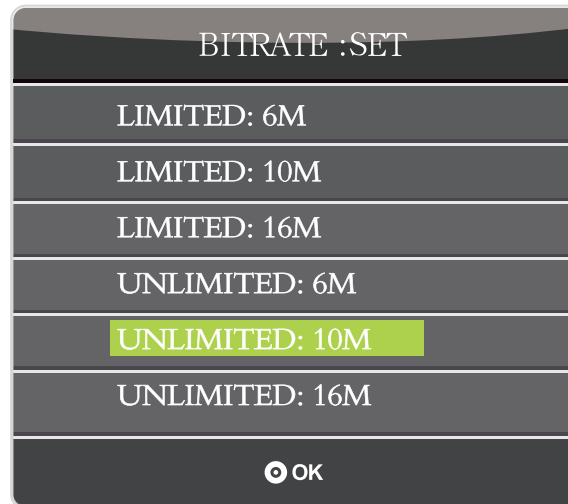 BITRATE :SET
LIMITED: 6M
LIMITED: 10M
LIMITED: 16M
UNLIMITED: 6M
UNLIMITED: 10M
UNLIMITED: 16M
OK